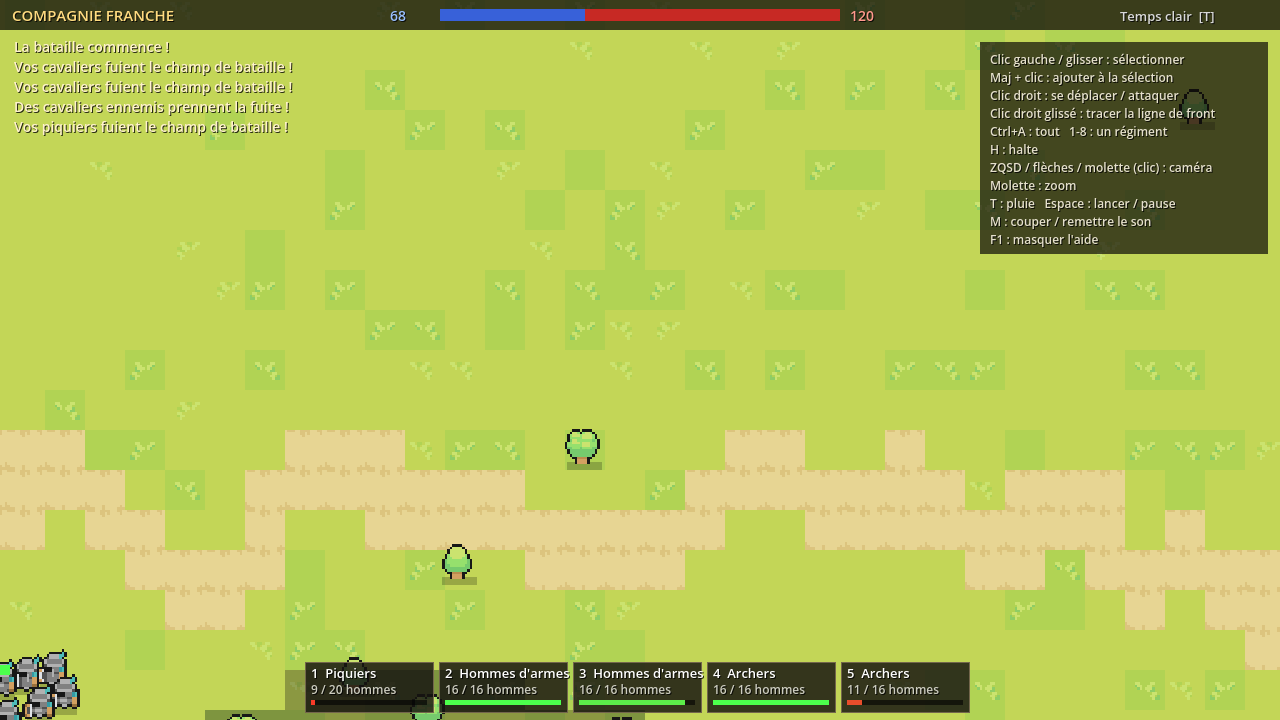 COMPAGNIE FRANCHE
68
120
Temps clair [T]
La bataille commence !
Vos cavaliers fuient le champ de bataille !
Vos cavaliers fuient le champ de bataille !
Des cavaliers ennemis prennent la fuite !
Vos piquiers fuient le champ de bataille !
Clic gauche / glisser : sélectionner
Maj + clic : ajouter à la sélection
Clic droit : se déplacer / attaquer
Clic droit glissé : tracer la ligne de front
Ctrl+A : tout 1-8 : un régiment
H : halte
ZQSD / flèches / molette (clic) : caméra
Molette : zoom
T : pluie Espace : lancer / pause
M : couper / remettre le son
F1 : masquer l'aide
1 Piquiers
9 / 20 hommes
2 Hommes d'armes
16 / 16 hommes
3 Hommes d'armes
16 / 16 hommes
4 Archers
16 / 16 hommes
5 Archers
11 / 16 hommes